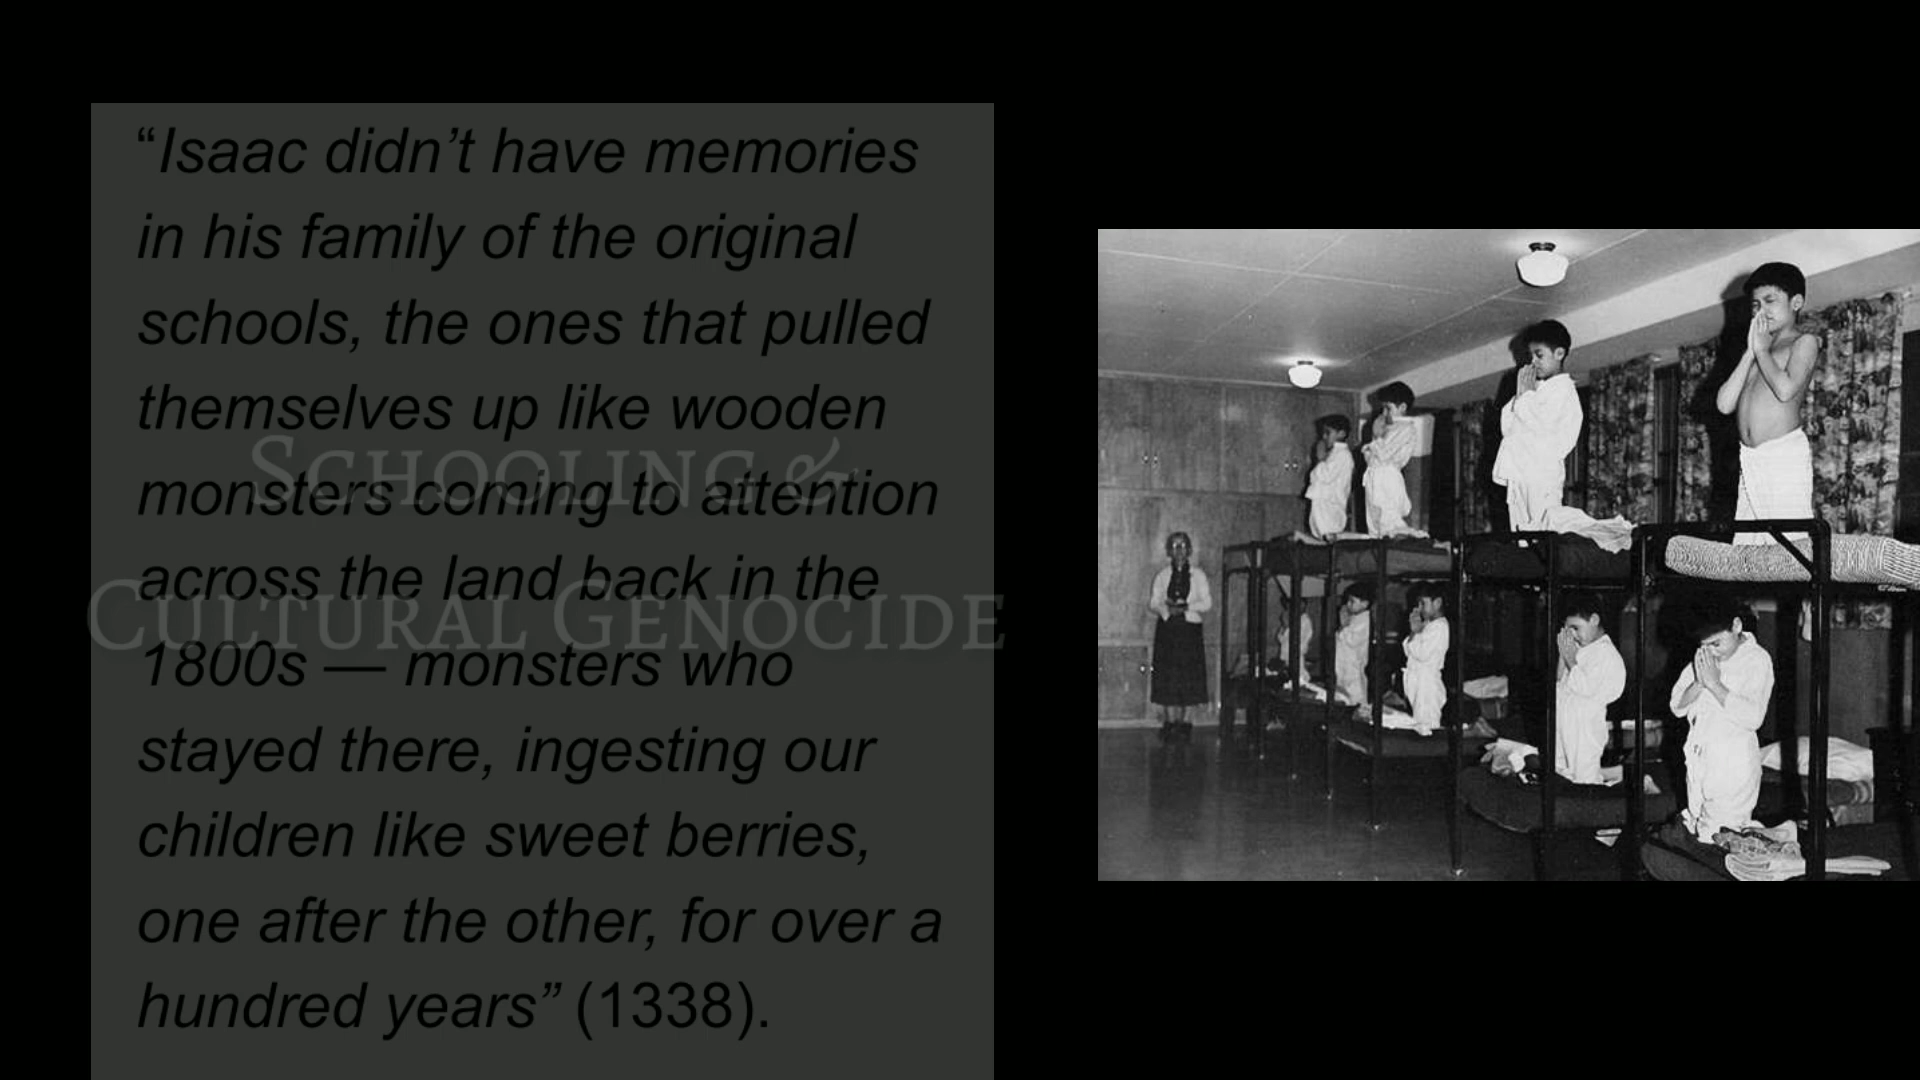 “Isaac didn’t have memories
in his family of the original
schools, the ones that pulled
themselves up like wooden
monsters coming to attention
across the land back in the
1800s — monsters who
stayed there, ingesting our
children like sweet berries,
one after the other, for over a
hundred years” (1338).
Schooling &
Cultural Genocide